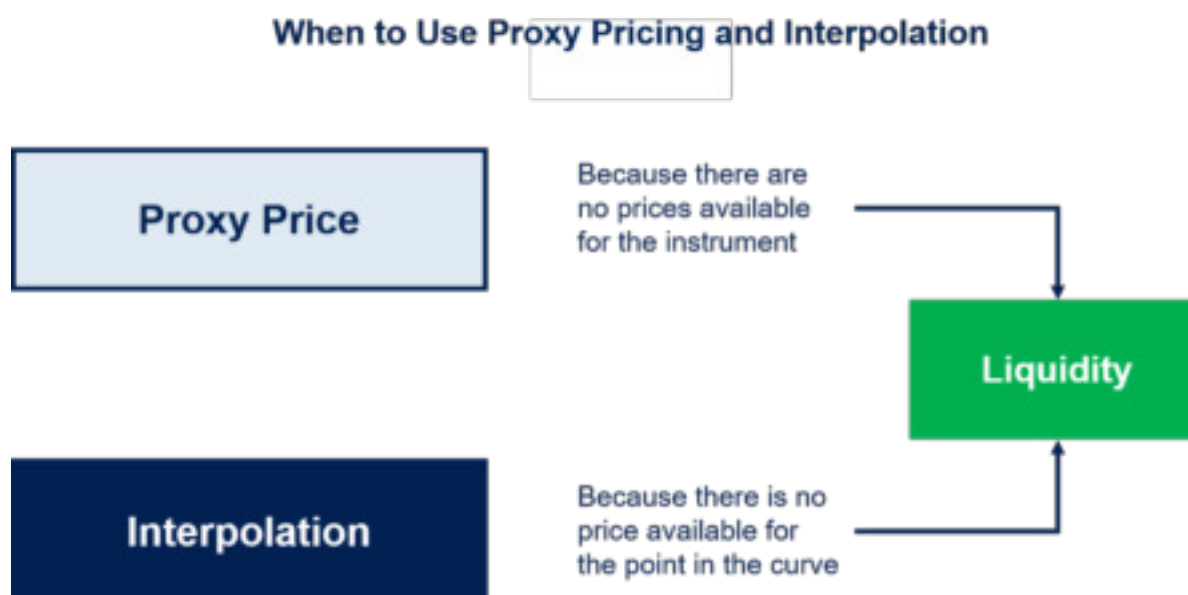 When to Use Proxy Pricing and Interpolation
Proxy Price
Because there are
no prices available
for the instrument
Liquidity
Interpolation
Because there is no
price available for
the point in the curve